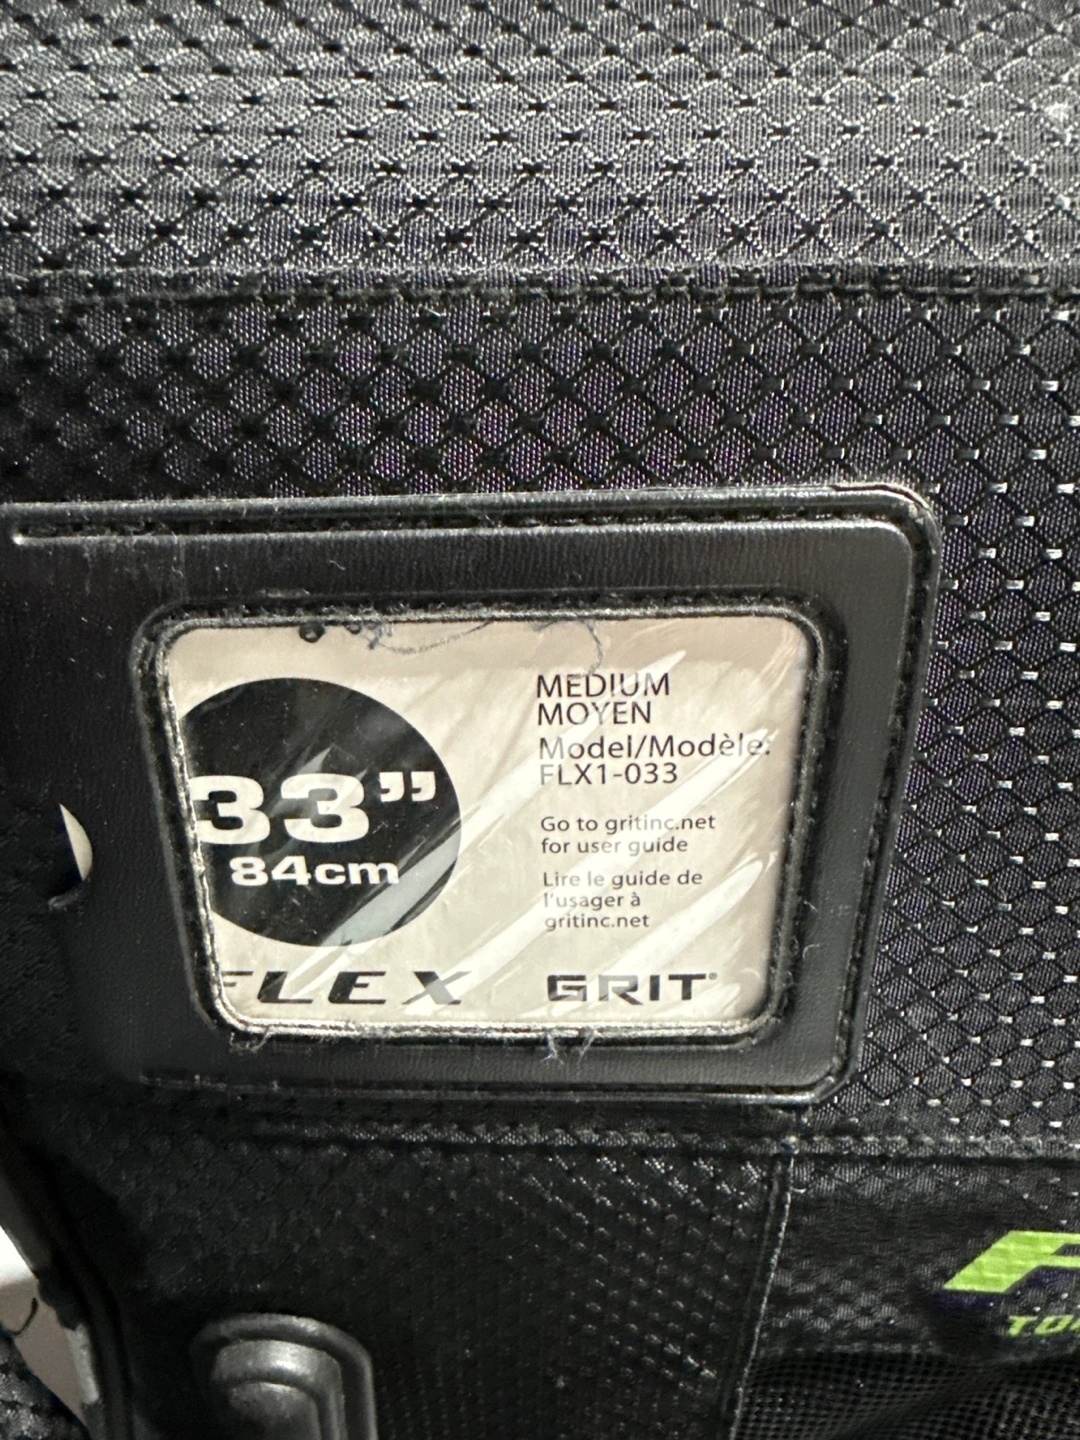 33”
84cm
FLEX
MEDIUM
MOYEN
Model/Modèle:
FLX1-033
Go to gritinc.net
for user guide
Lire le guide de
l'usager à
gritinc.net
GRIT